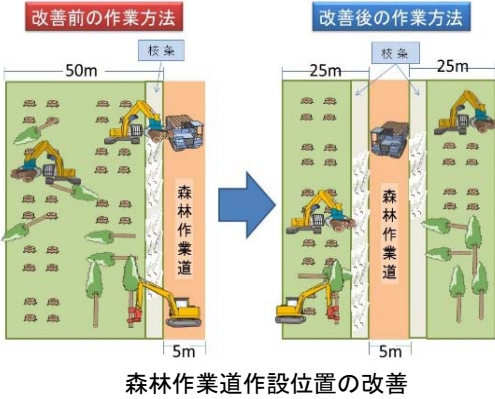 改善前の作業方法
改善後の作業方法
枝条
枝条
50m
25m
25m
森林作業道
森林作業道
5m
5m
森林作業道作設位置の改善